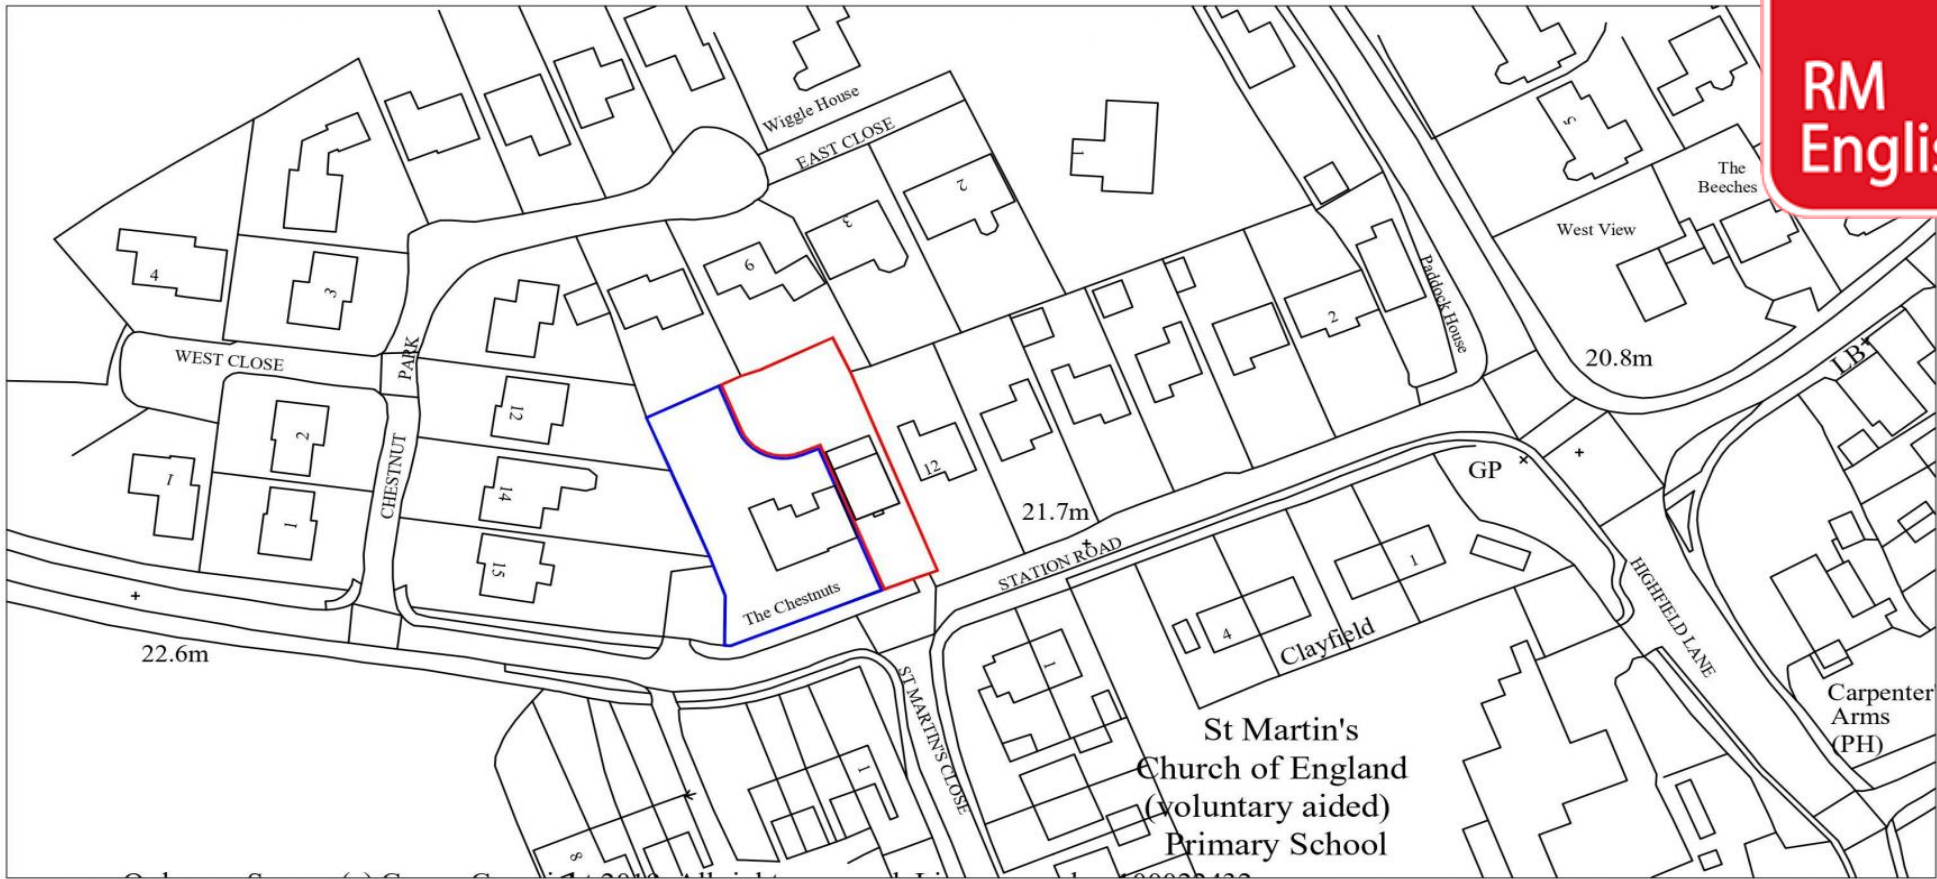 RM
Englis
Wiggle House
EAST CLOSE
5
The
Beeches
2
3
West View
4
6
3
Paddock House
2
WEST CLOSE
PARK
20.8m
LB
12
2
CHESTNUT
12
1
GP
14
21.7m
1
STATION ROAD
15
1
The Chestnuts
HIGHFIELD LANE
22.6m
4
Clayfield
1
ST MARTIN'S CLOSE
Carpenter'
Arms
(PH)
St Martin's
Church of England
(voluntary aided)
Primary School
1
8